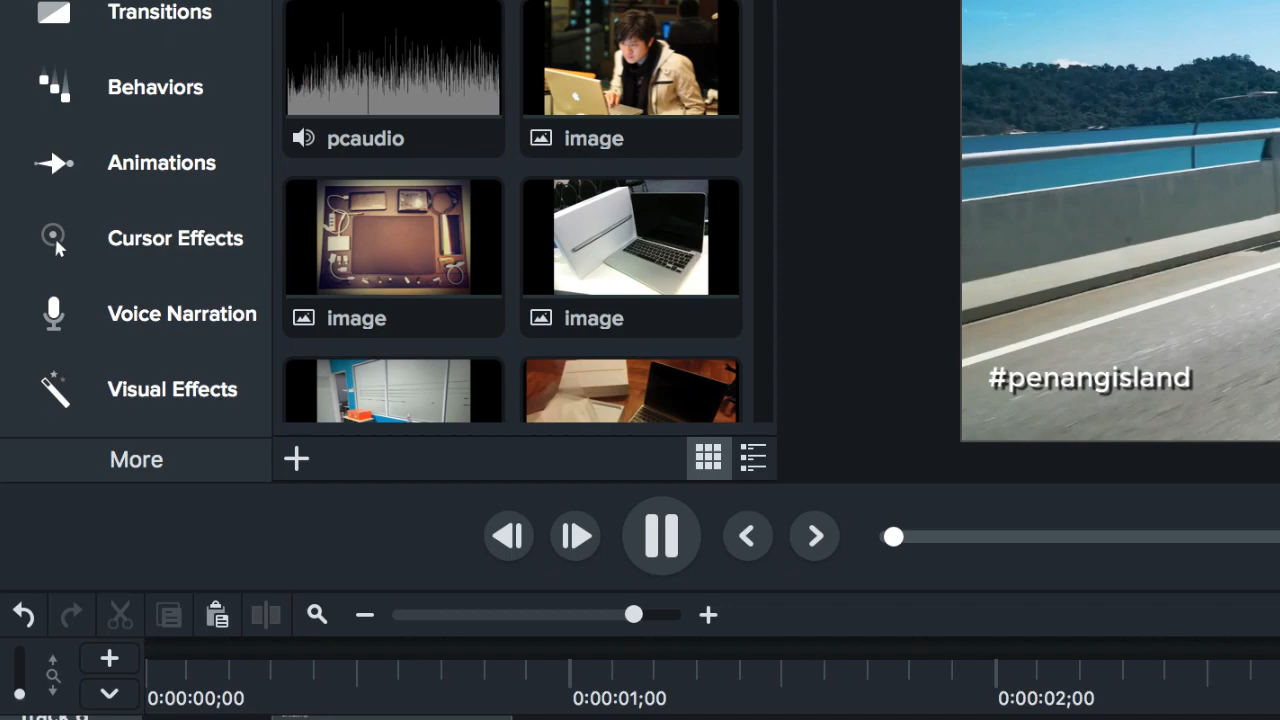 Transitions
Behaviors
Animations
Cursor Effects
Voice Narration
Visual Effects
More
pcaudio
image
image
image
#penangisland
0:00:00;00
0:00:01;00
0:00:02;00